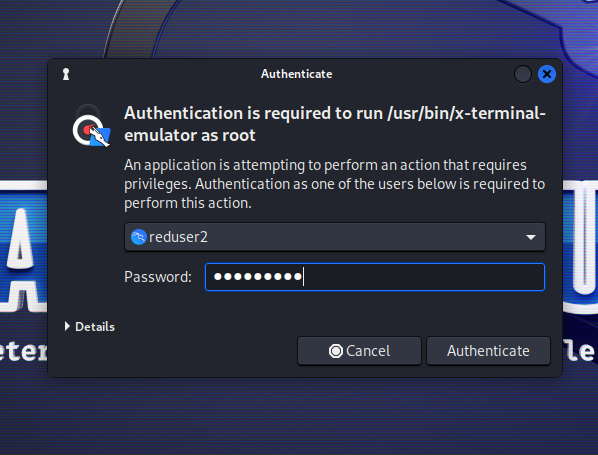 Authenticate
Authentication is required to run /usr/bin/x-terminal-
emulator as root
An application is attempting to perform an action that requires
privileges. Authentication as one of the users below is required to
perform this action.
reduser2
Password: ●●●●●●●●●
Details
Cancel
Authenticate